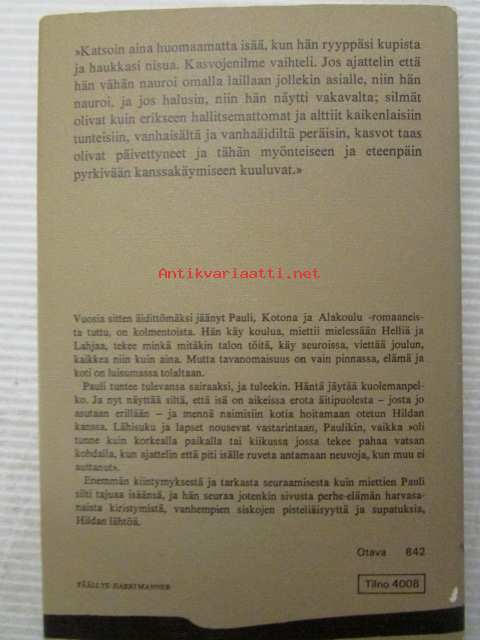 »Katsoin aina huomaamatta isää, kun hän ryyppäsi kupista
ja haukkasi nisua. Kasvojenilme vaihteli. Jos ajattelin että
hän vähän nauroi omalla laillaan jollekin asialle, niin hän
nauroi, ja jos halusin, niin hän näytti vakavalta; silmät
olivat kuin erikseen hallitsemattomat ja alttiit kaikenlaisiin
tunteisiin, vanhaisältä ja vanhaäidiltä peräisin, kasvot taas
olivat päivettyneet ja tähän myönteiseen ja eteenpäin
pyrkivään kanssakäymiseen kuuluvat.»
Antikvariaatti.net
Vuosia sitten äidittömäksi jäänyt Pauli, Kotona ja Alakoulu -romaaneis-
ta tuttu, on kolmentoista. Hän käy koulua, miettii mielessään Helliä ja
Lahjaa, tekee minkä mitäkin talon töitä, käy seuroissa, viettää joulun,
kaikkea niin kuin aina. Mutta tavanomaisuus on vain pinnassa, elämä ja
koti on luisumassa tolaltaan.
Pauli tuntee tulevansa sairaaksi, ja tuleekin. Häntä jäytää kuolemanpel-
ko. Ja nyt näyttää siltä, että isä on aikeissa erota äitipuolesta – josta jo
asutaan erillään – ja mennä naimisiin kotia hoitamaan otetun Hildan
kanssa. Lähisuku ja lapset nousevat vastarintaan, Paulikin, vaikka »oli
tunne kuin korkealla paikalla tai kiikussa jossa tekee pahaa vatsan
kohdalla, kun ajattelin että piti isälle ruveta antamaan neuvoja, kun muu ei
auttanut».
Enemmän kiintymyksestä ja tarkasta seuraamisesta kuin miettien Pauli
silti tajuaa isäänsä, ja hän seuraa jotenkin sivusta perhe-elämän harvasa-
naista kiristymistä, vanhempien siskojen pisteliäisyyttä ja supatuksia,
Hildan lähtöä.
Otava 842
PÄÄLLYS HARRI MANNER
Tilno 4008